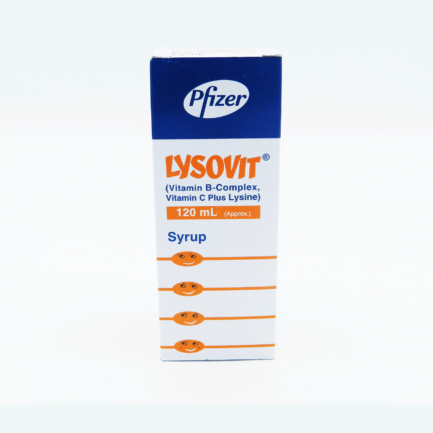 Pfizer
LYSOVIT®
(Vitamin B-Complex,
Vitamin C Plus Lysine)
120 mL (Approx.)
Syrup